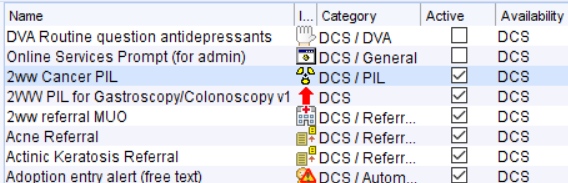 Name I... Category Active Availability
DVA Routine question antidepressants DCS / DVA DCS
Online Services Prompt (for admin) DCS / General DCS
2ww Cancer PIL DCS / PIL DCS
2WW PIL for Gastroscopy/Colonoscopy v1 DCS DCS
2ww referral MUO DCS / Referr... DCS
Acne Referral DCS / Referr... DCS
Actinic Keratosis Referral DCS / Referr... DCS
Adoption entry alert (free text) DCS / Autom... DCS